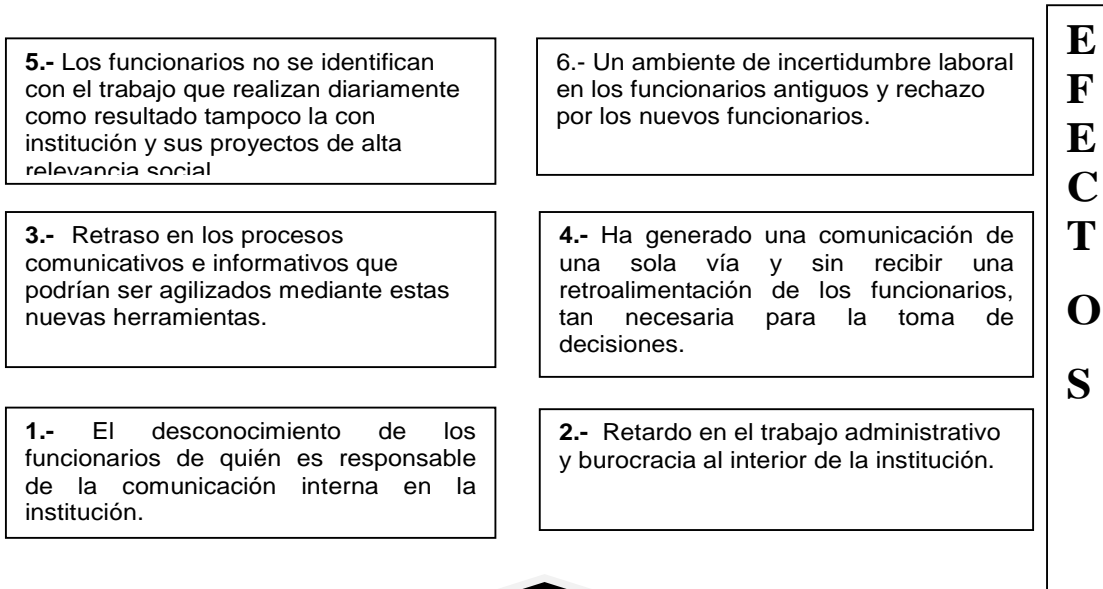 5.- Los funcionarios no se identifican
con el trabajo que realizan diariamente
como resultado tampoco la con
institución y sus proyectos de alta
relevancia social
6.- Un ambiente de incertidumbre laboral
en los funcionarios antiguos y rechazo
por los nuevos funcionarios.
3.- Retraso en los procesos
comunicativos e informativos que
podrían ser agilizados mediante estas
nuevas herramientas.
4.- Ha generado una comunicación de
una sola vía y sin recibir una
retroalimentación de los funcionarios,
tan necesaria para la toma de
decisiones.
1.- El desconocimiento de los
funcionarios de quién es responsable
de la comunicación interna en la
institución.
2.- Retardo en el trabajo administrativo
y burocracia al interior de la institución.
E
F
E
C
T
O
S